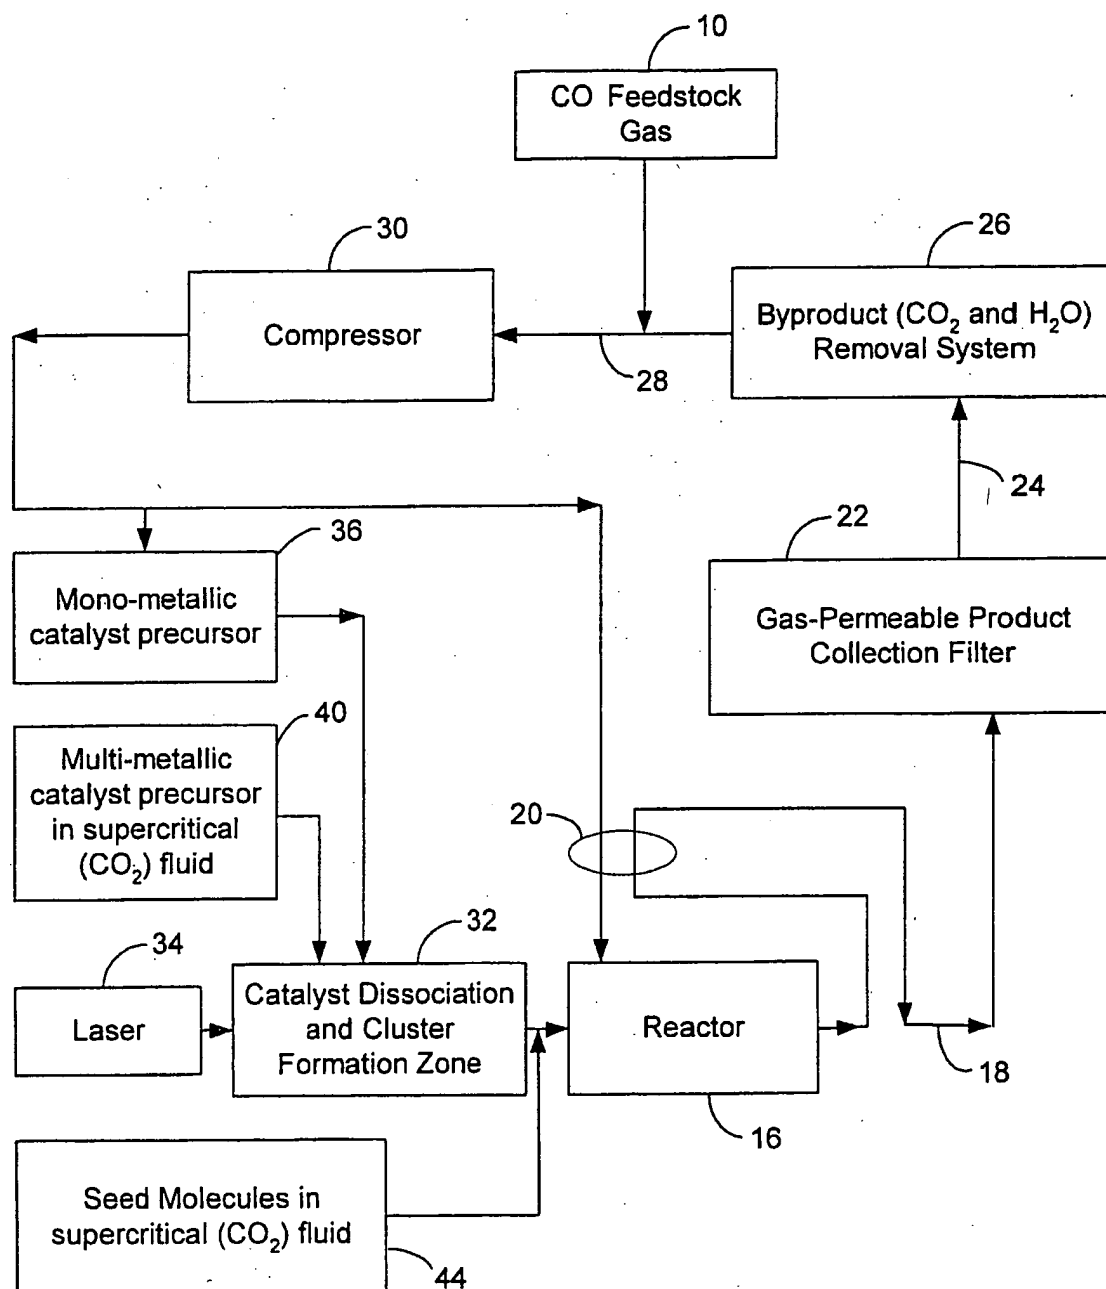 10
CO Feedstock
Gas
30
26
Compressor
Byproduct (CO₂ and H₂O)
Removal System
28
24
36
22
Mono-metallic
catalyst precursor
Gas-Permeable Product
Collection Filter
40
Multi-metallic
catalyst precursor
in supercritical
(CO₂) fluid
20
34
32
Laser
Catalyst Dissociation
and Cluster
Formation Zone
Reactor
18
16
Seed Molecules in
supercritical (CO₂) fluid
44